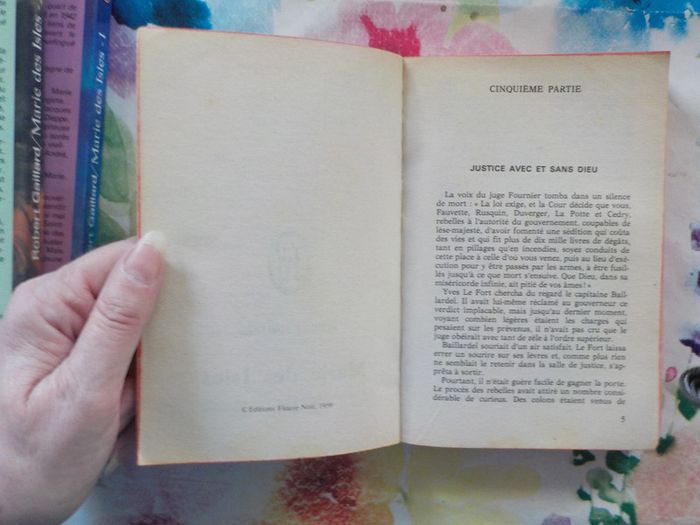 Robert Gaillard/Marie des Isles -
Robert Gaillard/Marie des Isles - I
© Editions Fleuve Noir, 1959
CINQUIÈME PARTIE
JUSTICE AVEC ET SANS DIEU
La voix du juge Fournier tomba dans un silence
de mort : « La loi exige, et la Cour décide que vous,
Fauvette, Rusquin, Duverger, La Potte et Cedry,
rebelles à l'autorité du gouvernement, coupables de
lèse-majesté, d'avoir fomenté une sédition qui coûta
des vies et qui fit plus de dix mille livres de dégâts,
tant en pillages qu'en incendies, soyez conduits de
cette place à celle d'où vous venez, puis au lieu d'exé-
cution pour y être passés par les armes, a être fusil-
lés jusqu'à ce que mort s'ensuive. Que Dieu, dans sa
miséricorde infinie, ait pitié de vos âmes ! »
Yves Le Fort chercha du regard le capitaine Bail-
lardel. Il avait lui-même réclamé au gouverneur ce
verdict implacable, mais jusqu'au dernier moment,
voyant combien légères étaient les charges qui
pesaient sur les prévenus, il n'avait pas cru que le
juge obéirait avec tant de zèle à l'ordre supérieur.
Baillardel souriait d'un air satisfait. Le Fort laissa
errer un sourire sur ses lèvres et, comme plus rien
ne semblait le retenir dans la salle de justice, s'ap-
prêta à sortir.
Pourtant, il n'était guère facile de gagner la porte.
Le procès des rebelles avait attiré un nombre consi-
dérable de curieux. Des colons étaient venus de
5